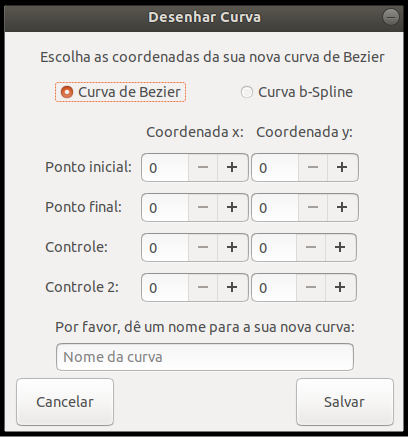 Desenhar Curva
Escolha as coordenadas da sua nova curva de Bezier
Curva de Bezier Curva b-Spline
Coordenada x: Coordenada y:
Ponto inicial: 0 − + 0 − +
Ponto final: 0 − + 0 − +
Controle: 0 − + 0 − +
Controle 2: 0 − + 0 − +
Por favor, dê um nome para a sua nova curva:
Nome da curva
Cancelar Salvar